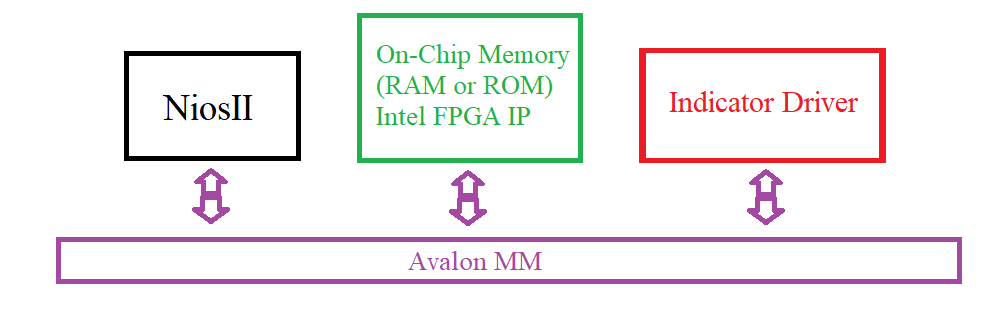 NiosII
On-Chip Memory
(RAM or ROM)
Intel FPGA IP
Indicator Driver
Avalon MM